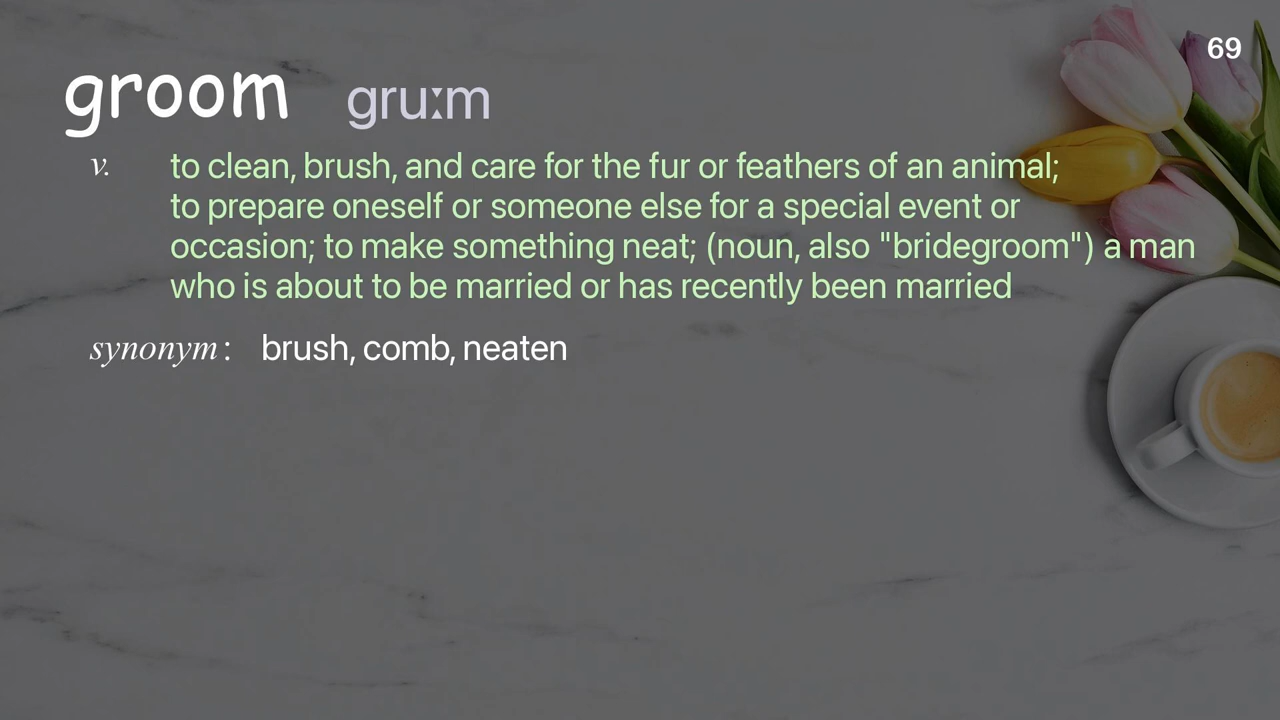 69
groom gruːm
v. to clean, brush, and care for the fur or feathers of an animal;
to prepare oneself or someone else for a special event or
occasion; to make something neat; (noun, also "bridegroom") a man
who is about to be married or has recently been married
synonym : brush, comb, neaten